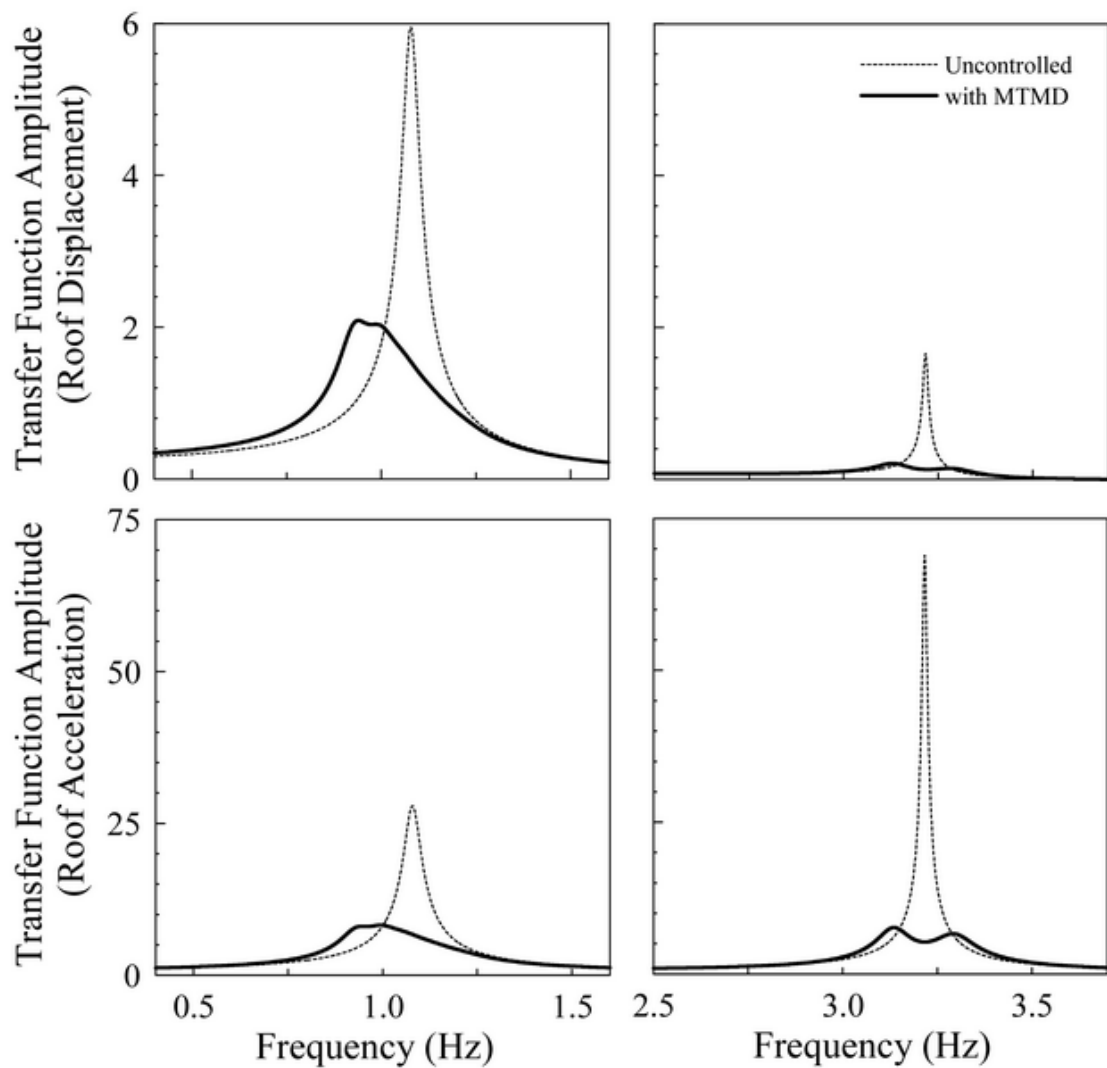 Transfer Function Amplitude
(Roof Displacement)
6
4
2
0
Uncontrolled
with MTMD
Transfer Function Amplitude
(Roof Acceleration)
75
50
25
0
0.5 1.0 1.5
2.5 3.0 3.5
Frequency (Hz)
Frequency (Hz)